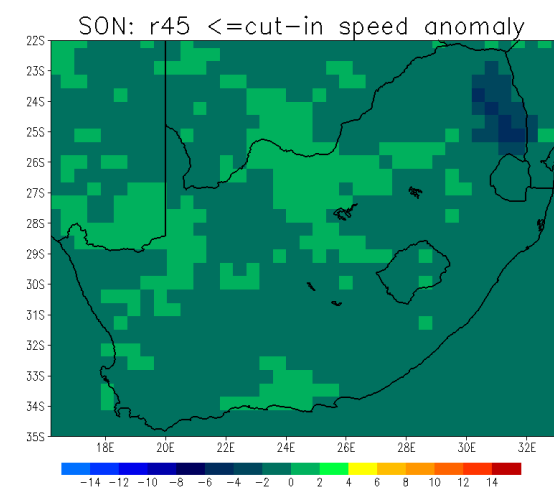 SON: r45 <=cut-in speed anomaly
22S
23S
24S
25S
26S
27S
28S
29S
30S
31S
32S
33S
34S
35S
18E 20E 22E 24E 26E 28E 30E 32E
-14 -12 -10 -8 -6 -4 -2 0 2 4 6 8 10 12 14